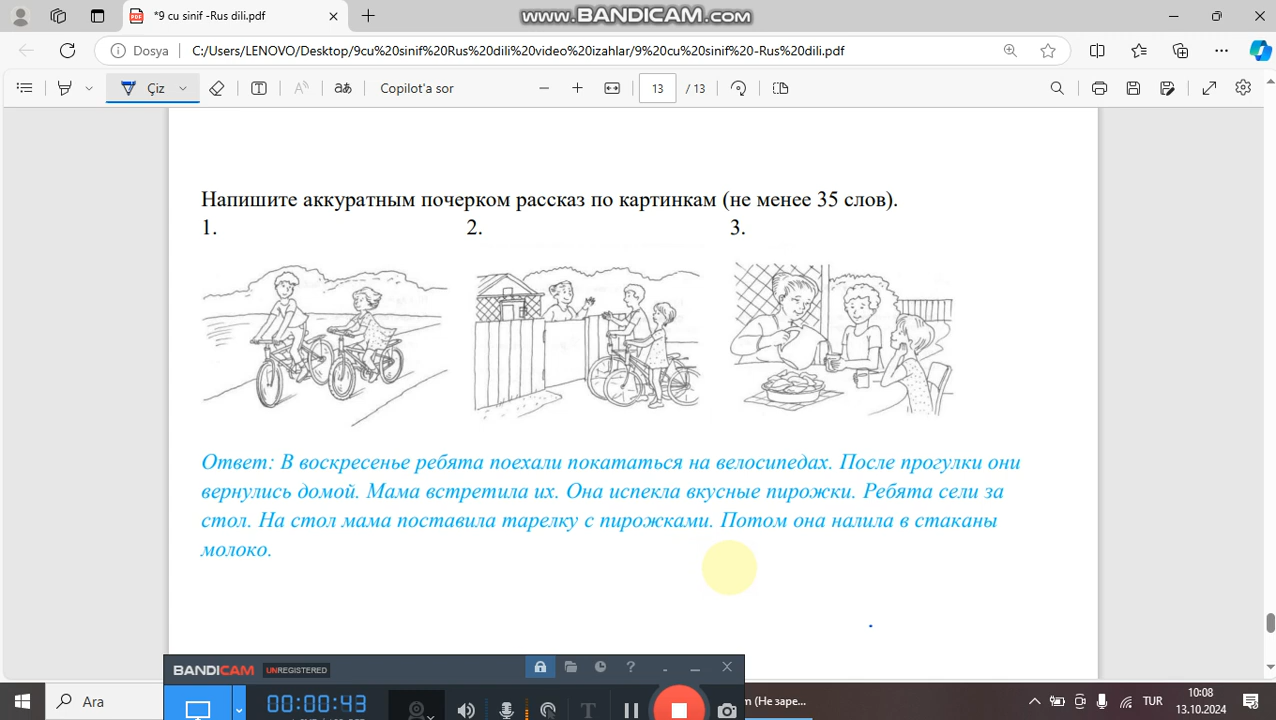 www.BANDICAM.com
*9 cu sinif -Rus dili.pdf
Dosya
C:/Users/LENOVO/Desktop/9cu%20sinif%20Rus%20dili%20video%20izahlar/9%20cu%20sinif%20-Rus%20dili.pdf
Çiz
Copilot'a sor
13 / 13
Напишите аккуратным почерком рассказ по картинкам (не менее 35 слов).
1. 2. 3.
Ответ: В воскресенье ребята поехали покататься на велосипедах. После прогулки они
вернулись домой. Мама встретила их. Она испекла вкусные пирожки. Ребята сели за
стол. На стол мама поставила тарелку с пирожками. Потом она налила в стаканы
молоко.
BANDICAM UNREGISTERED
00:00:43
Ara
m (Не заре...
TUR
10:08
13.10.2024